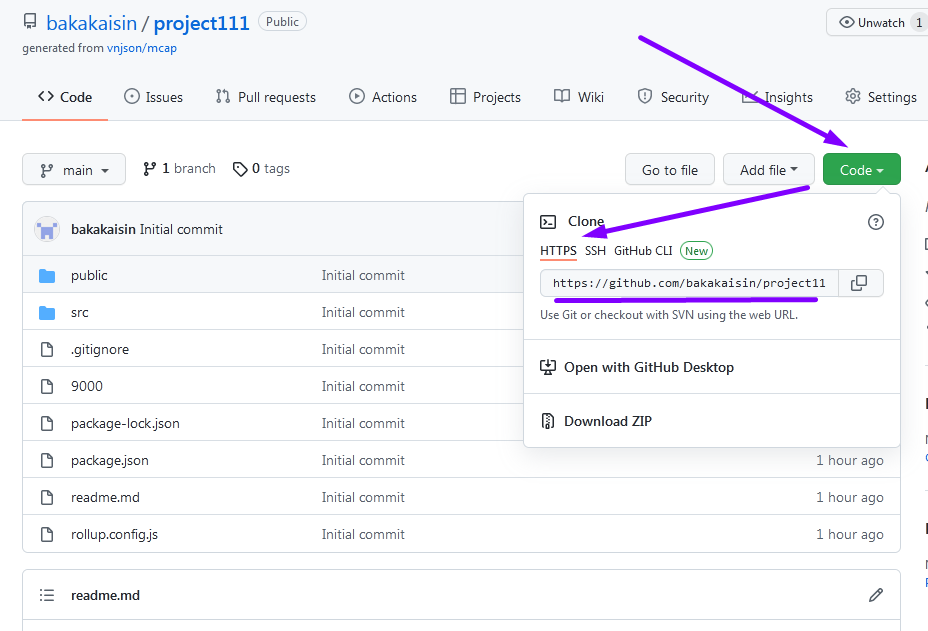 bakakaisin / project111 Public
Unwatch 1
generated from vnjson/mcap
Code Issues Pull requests Actions Projects Wiki Security Insights Settings
main 1 branch 0 tags Go to file Add file Code
bakakaisin Initial commit
public Initial commit
src Initial commit
.gitignore Initial commit
9000 Initial commit
package-lock.json Initial commit
package.json Initial commit 1 hour ago
readme.md Initial commit 1 hour ago
rollup.config.js Initial commit 1 hour ago
Clone
HTTPS SSH GitHub CLI New
https://github.com/bakakaisin/project11
Use Git or checkout with SVN using the web URL.
Open with GitHub Desktop
Download ZIP
readme.md